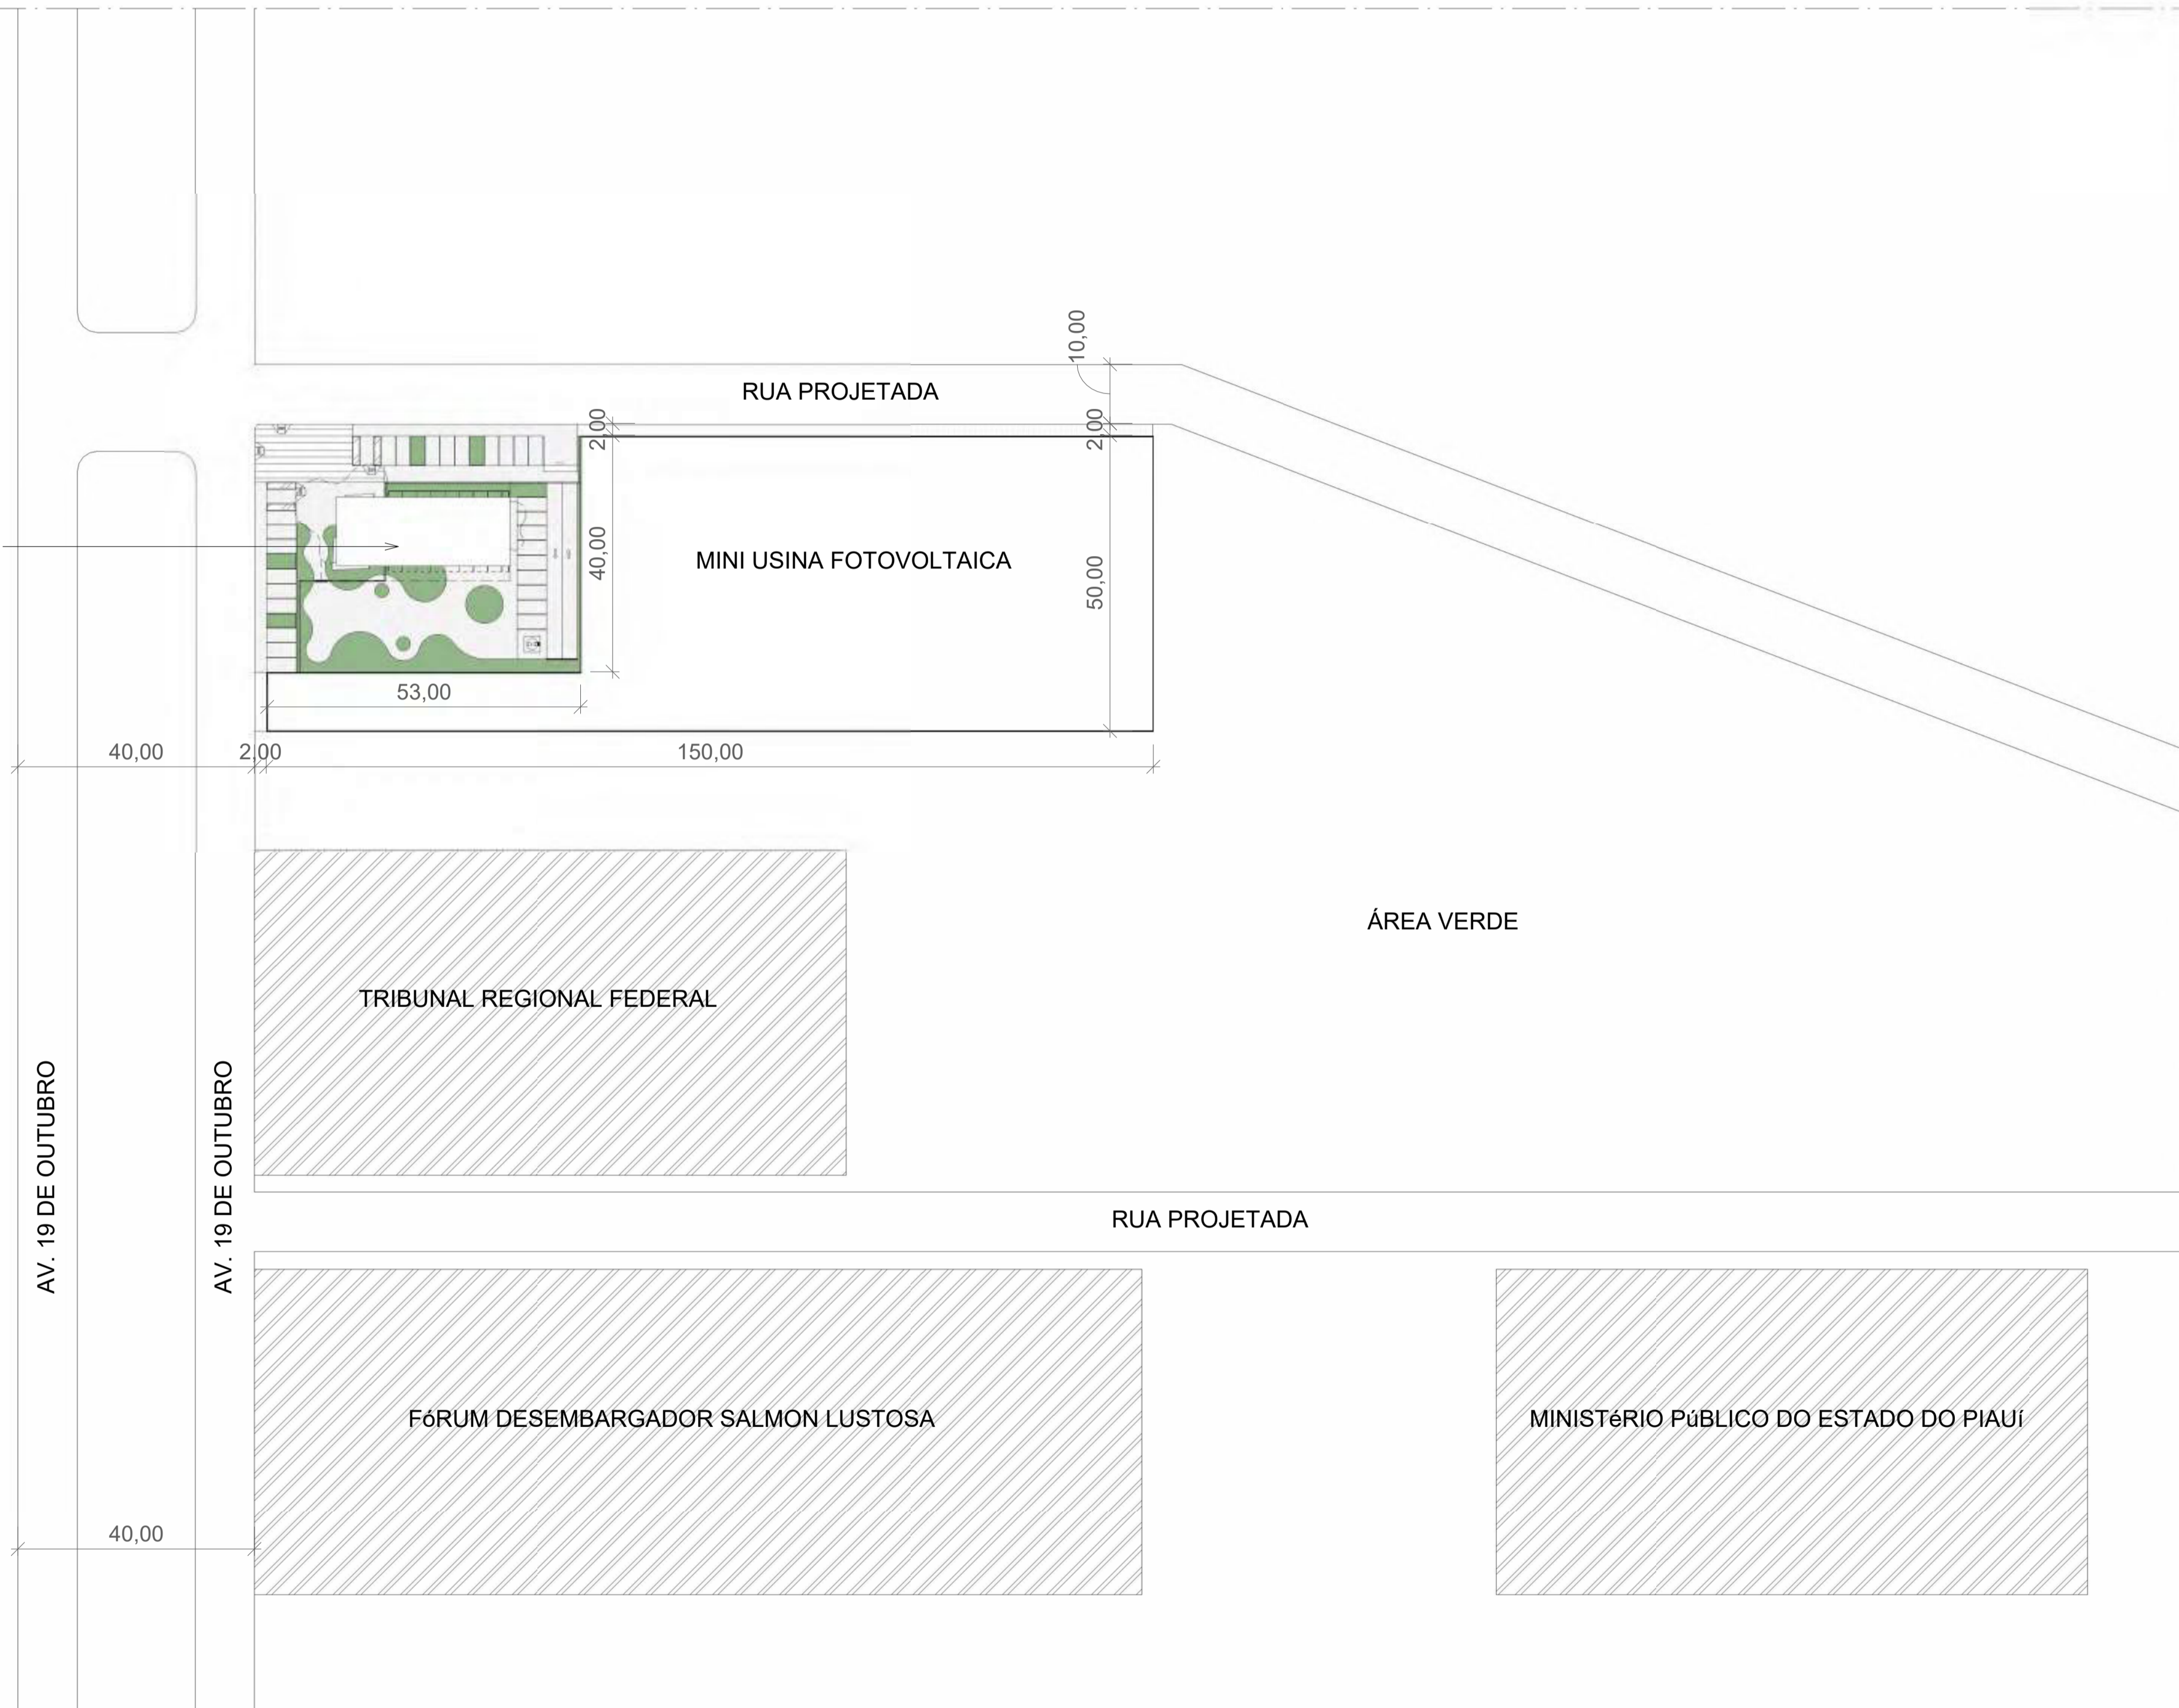 10,00
RUA PROJETADA
2,00
2,00
40,00
MINI USINA FOTOVOLTAICA
50,00
53,00
40,00
2,00
150,00
ÁREA VERDE
TRIBUNAL REGIONAL FEDERAL
AV. 19 DE OUTUBRO
AV. 19 DE OUTUBRO
RUA PROJETADA
FóRUM DESEMBARGADOR SALMON LUSTOSA
MINISTéRIO PúBLICO DO ESTADO DO PIAUí
40,00